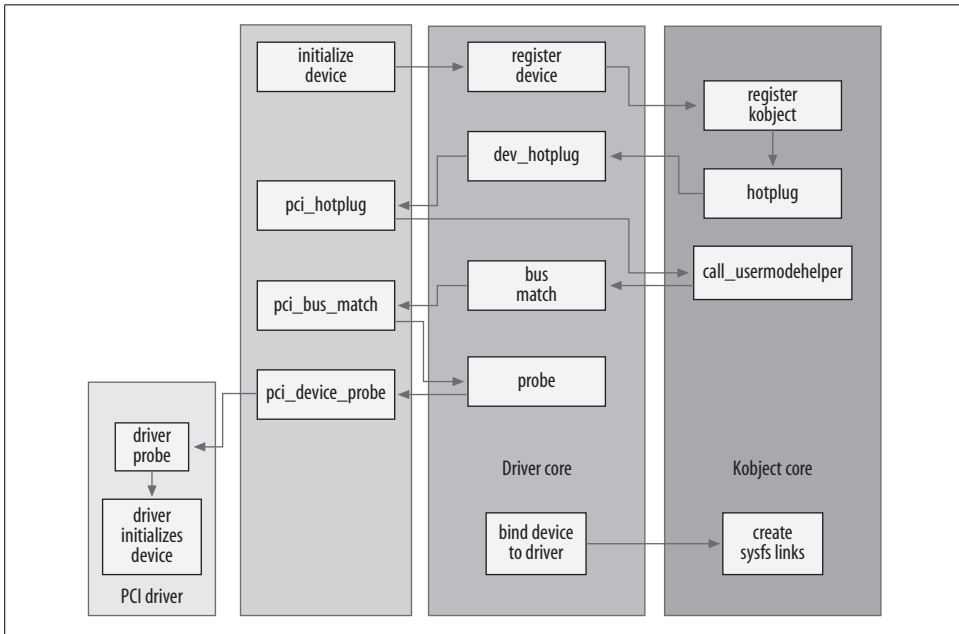 initialize
device
register
device
register
kobject
dev_hotplug
hotplug
pci_hotplug
call_usermodehelper
bus
match
pci_bus_match
probe
pci_device_probe
driver
probe
driver
initializes
device
PCI driver
Driver core
Kobject core
bind device
to driver
create
sysfs links